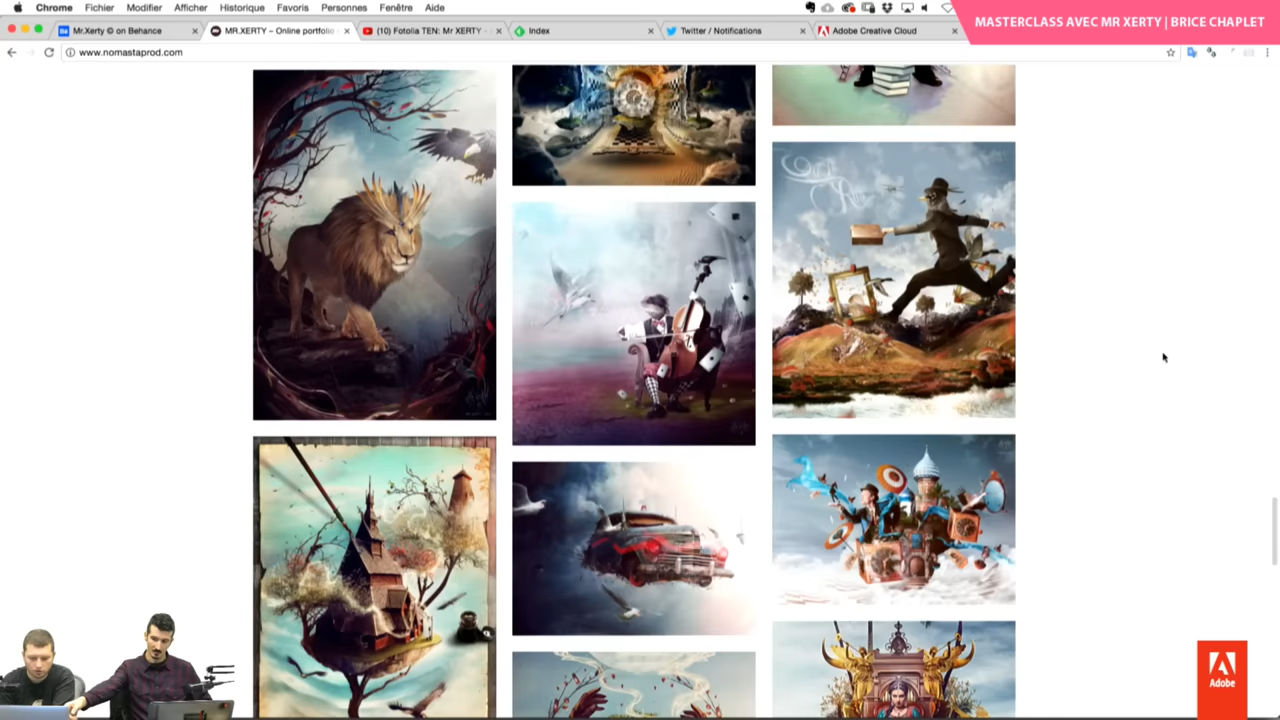 Chrome Fichier Modifier Afficher Historique Favoris Personnes Fenêtre Aide
MASTERCLASS AVEC MR XERTY | BRICE CHAPLET
Mr.Xerty © on Behance
MR.XERTY – Online portfolio
(10) Fotolia TEN: Mr XERTY -
Index
Twitter / Notifications
Adobe Creative Cloud
www.nomastaprod.com
Adobe